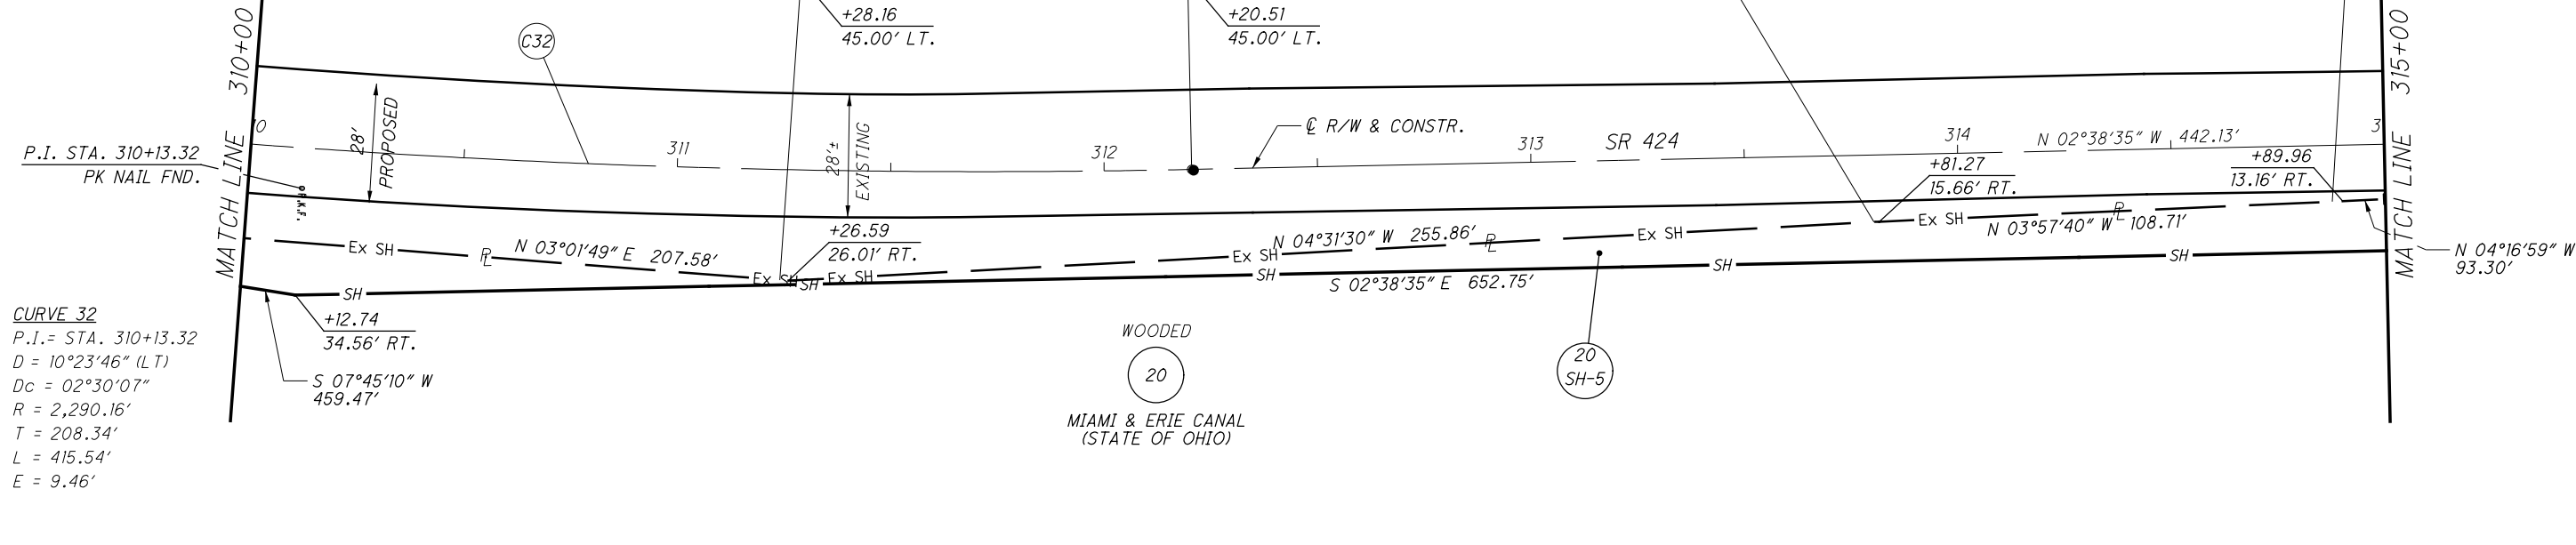 +28.16
45.00' LT.
+20.51
45.00' LT.
MATCH LINE 310+00
C32
28'
PROPOSED
28'±
EXISTING
10
311
312
313
314
3
℄ R/W & CONSTR.
SR 424
N 02°38'35" W 442.13'
MATCH LINE 315+00
P.I. STA. 310+13.32
PK NAIL FND.
P.K.F.
+81.27
15.66' RT.
+89.96
13.16' RT.
Ex SH
PL
N 03°01'49" E 207.58'
Ex SH
+26.59
26.01' RT.
Ex SH
Ex SH
N 04°31'30" W 255.86'
PL
Ex SH
Ex SH
PL
N 03°57'40" W 108.71'
N 04°16'59" W
93.30'
SH
SH
SH
S 02°38'35" E 652.75'
SH
SH
+12.74
34.56' RT.
S 07°45'10" W
459.47'
CURVE 32
P.I.= STA. 310+13.32
D = 10°23'46" (LT)
Dc = 02°30'07"
R = 2,290.16'
T = 208.34'
L = 415.54'
E = 9.46'
WOODED
20
MIAMI & ERIE CANAL
(STATE OF OHIO)
20
SH-5